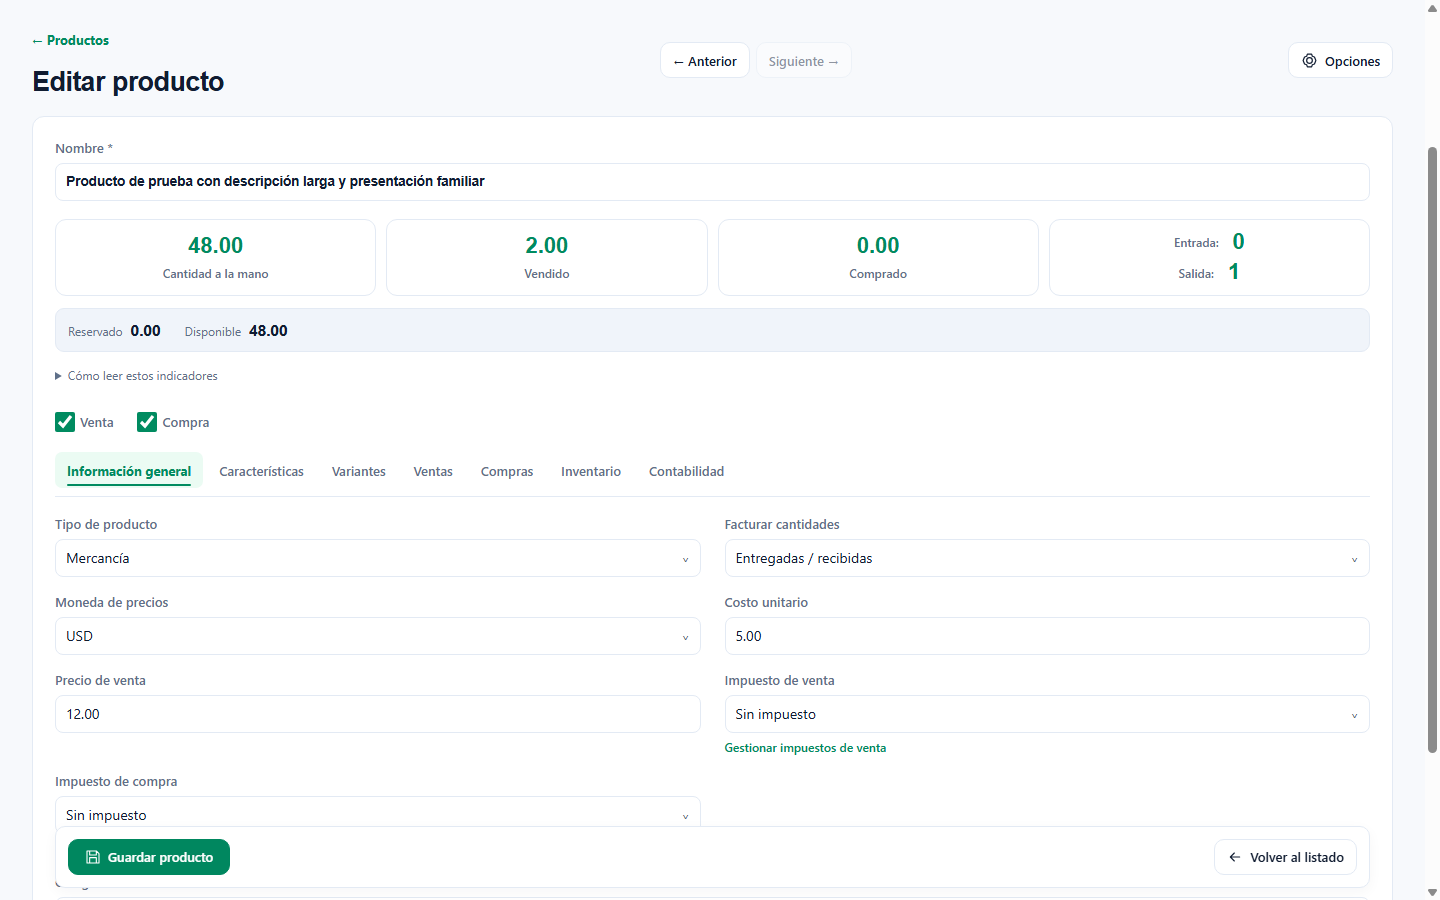 ← Productos
Editar producto
← Anterior
Siguiente →
Opciones
Nombre *
Producto de prueba con descripción larga y presentación familiar
48.00
Cantidad a la mano
2.00
Vendido
0.00
Comprado
Entrada: 0
Salida: 1
Reservado 0.00 Disponible 48.00
Cómo leer estos indicadores
Venta Compra
Información general Características Variantes Ventas Compras Inventario Contabilidad
Tipo de producto
Mercancía
Facturar cantidades
Entregadas / recibidas
Moneda de precios
USD
Costo unitario
5.00
Precio de venta
12.00
Impuesto de venta
Sin impuesto
Gestionar impuestos de venta
Impuesto de compra
Sin impuesto
Guardar producto
← Volver al listado